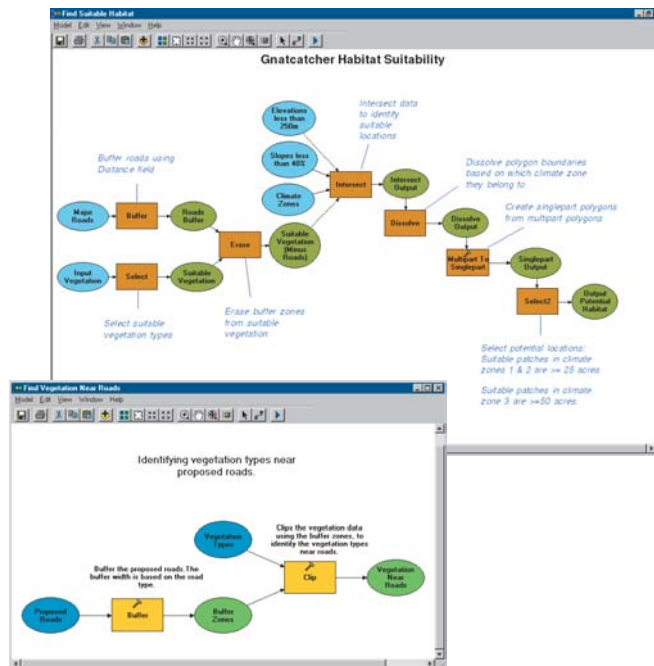 Find Suitable Habitat
Model Edit View Window Help
Gnatcatcher Habitat Suitability
Elevations
less than
250m
Intersect data
to identify
suitable
locations
Buffer roads using
Distance field
Slopes less
than 40%
Intersect
Intersect
Output
Dissolve polygon boundaries
based on which climate zone
they belong to
Climate
Zones
Major
Roads
Buffer
Roads
Buffer
Dissolve
Dissolve
Output
Create singlepart polygons
from multipart polygons
Erase
Suitable
Vegetation
(Minus
Roads)
Input
Vegetation
Select
Suitable
Vegetation
Multipart To
Singlepart
Singlepart
Output
Select2
Output
Potential
Habitat
Select suitable
vegetation types
Erase buffer zones
from suitable
vegetation
Select potential locations:
Suitable patches in climate
zones 1 & 2 are >= 25 acres
Suitable patches in climate
zone 3 are >=50 acres.
Find Vegetation Near Roads
Model Edit View Window Help
Identifying vegetation types near
proposed roads.
Vegetation
Types
Clips the vegetation data
using the buffer zones, to
identify the vegetation types
near roads.
Buffer the proposed roads.The
buffer width is based on the road
type.
Clip
Vegetation
Near
Roads
Proposed
Roads
Buffer
Buffer
Zones